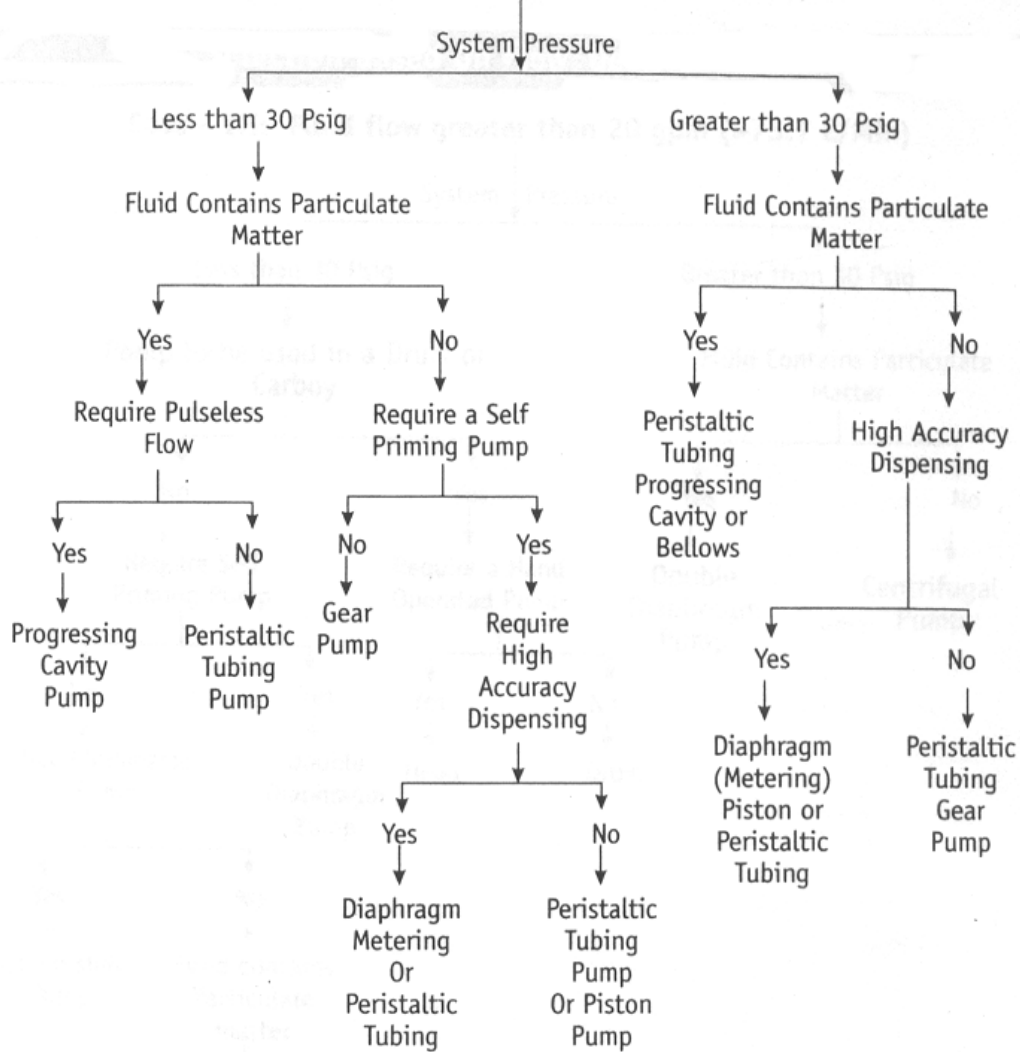 System Pressure
Less than 30 Psig
Greater than 30 Psig
Fluid Contains Particulate
Matter
Fluid Contains Particulate
Matter
Yes
No
Yes
No
Require Pulseless
Flow
Require a Self
Priming Pump
Peristaltic
Tubing
Progressing
Cavity or
Bellows
High Accuracy
Dispensing
Yes
No
No
Yes
Progressing
Cavity
Pump
Peristaltic
Tubing
Pump
Gear
Pump
Require
High
Accuracy
Dispensing
Yes
No
Diaphragm
(Metering)
Piston or
Peristaltic
Tubing
Peristaltic
Tubing
Gear
Pump
Yes
No
Diaphragm
Metering
Or
Peristaltic
Tubing
Peristaltic
Tubing
Pump
Or Piston
Pump